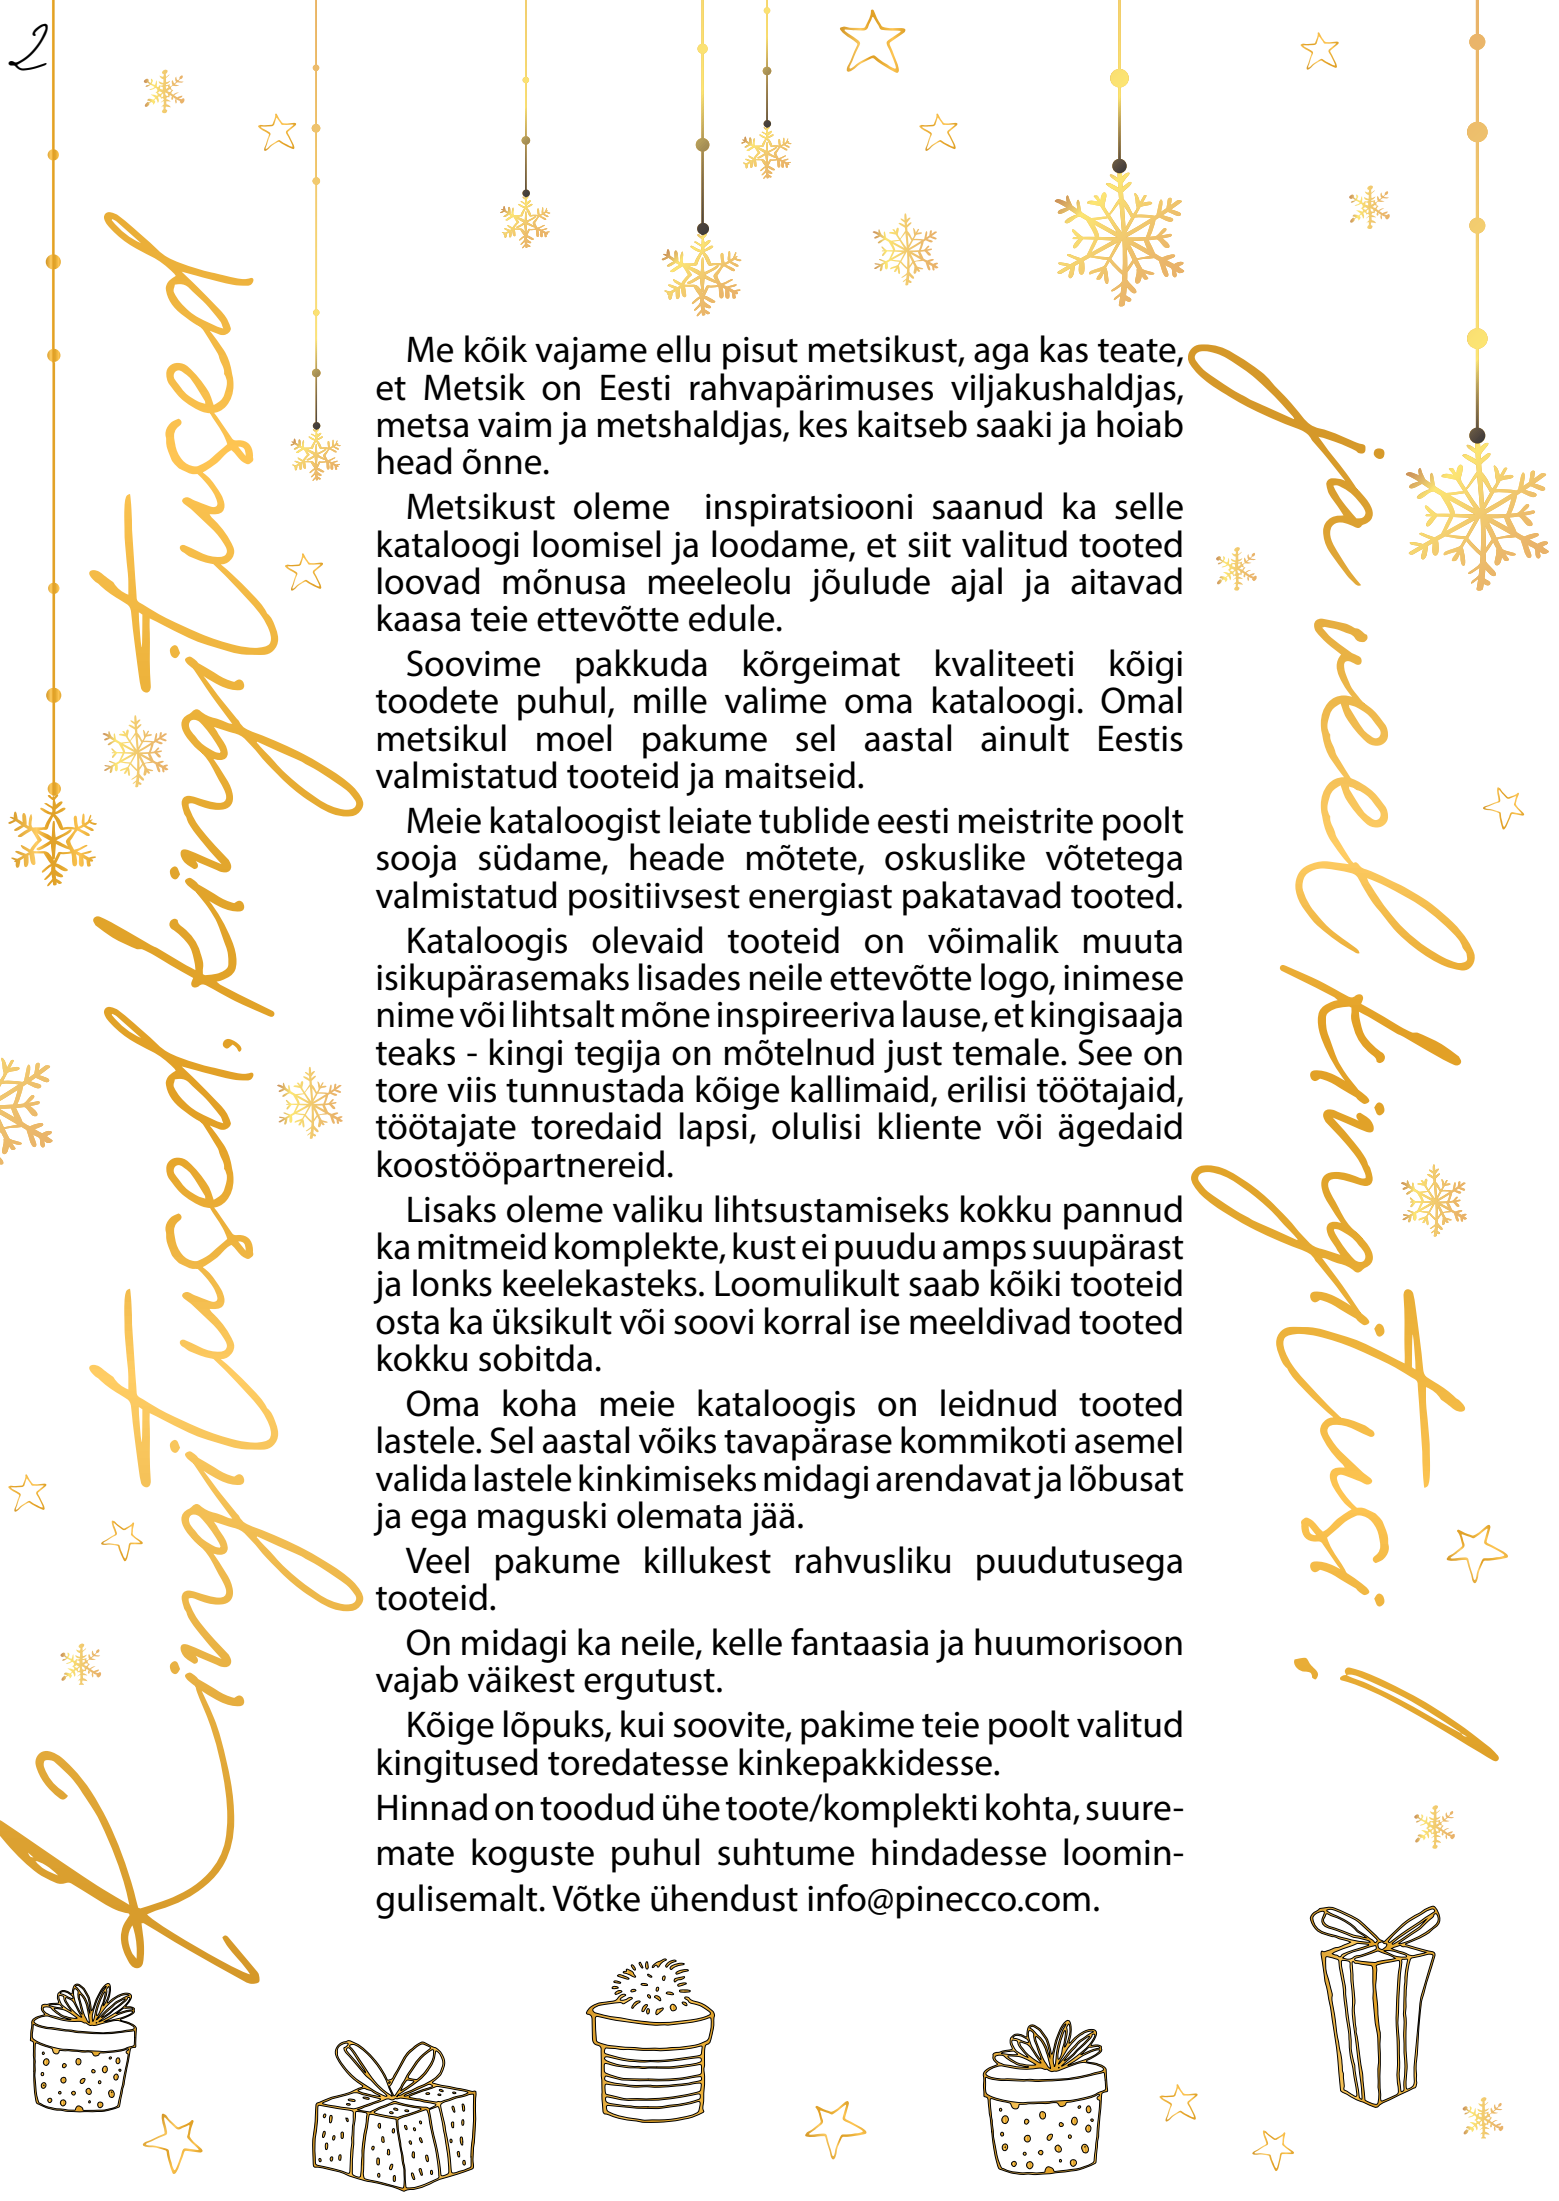 2
Kingitused, kingitused
Me kõik vajame ellu pisut metsikust, aga kas teate,
et Metsik on Eesti rahvapärimuses viljakushaldjas,
metsa vaim ja metshaldjas, kes kaitseb saaki ja hoiab
head õnne.
Metsikust oleme inspiratsiooni saanud ka selle
kataloogi loomisel ja loodame, et siit valitud tooted
loovad mõnusa meeleolu jõulude ajal ja aitavad
kaasa teie ettevõtte edule.
Soovime pakkuda kõrgeimat kvaliteeti kõigi
toodete puhul, mille valime oma kataloogi. Omal
metsikul moel pakume sel aastal ainult Eestis
valmistatud tooteid ja maitseid.
Meie kataloogist leiate tublide eesti meistrite poolt
sooja südame, heade mõtete, oskuslike võtetega
valmistatud positiivsest energiast pakatavad tooted.
Kataloogis olevaid tooteid on võimalik muuta
isikupärasemaks lisades neile ettevõtte logo, inimese
nime või lihtsalt mõne inspireeriva lause, et kingisaaja
teaks - kingi tegija on mõtelnud just temale. See on
tore viis tunnustada kõige kallimaid, erilisi töötajaid,
töötajate toredaid lapsi, olulisi kliente või ägedaid
koostööpartnereid.
Lisaks oleme valiku lihtsustamiseks kokku pannud
ka mitmeid komplekte, kust ei puudu amps suupärast
ja lonks keelekasteks. Loomulikult saab kõiki tooteid
osta ka üksikult või soovi korral ise meeldivad tooted
kokku sobitda.
Oma koha meie kataloogis on leidnud tooted
lastele. Sel aastal võiks tavapärase kommikoti asemel
valida lastele kinkimiseks midagi arendavat ja lõbusat
ja ega maguski olemata jää.
Veel pakume killukest rahvusliku puudutusega
tooteid.
On midagi ka neile, kelle fantaasia ja huumorisoon
vajab väikest ergutust.
Kõige lõpuks, kui soovite, pakime teie poolt valitud
kingitused toredatesse kinkepakkidesse.
Hinnad on toodud ühe toote/komplekti kohta, suure-
mate koguste puhul suhtume hindadesse loomin-
gulisemalt. Võtke ühendust info@pinecco.com.
ja veel kingitusi!